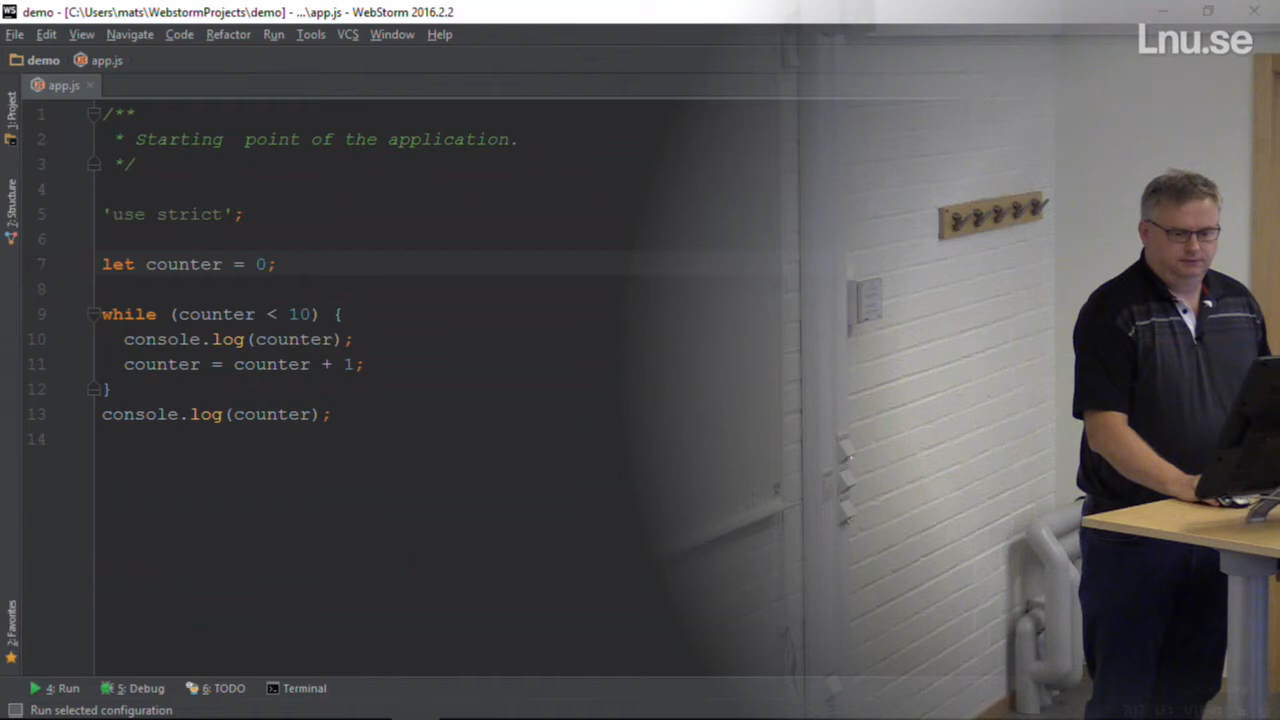 demo - [C:\Users\mats\WebstormProjects\demo] - ...\app.js - WebStorm 2016.2.2
File Edit View Navigate Code Refactor Run Tools VCS Window Help
Lnu.se
demo app.js
app.js
1: Project
7: Structure
2: Favorites
1 /**
2 * Starting  point of the application.
3 */
4
5 'use strict';
6
7 let counter = 0;
8
9 while (counter < 10) {
10 console.log(counter);
11 counter = counter + 1;
12 }
13 console.log(counter);
14
4: Run 5: Debug 6: TODO Terminal
Run selected configuration